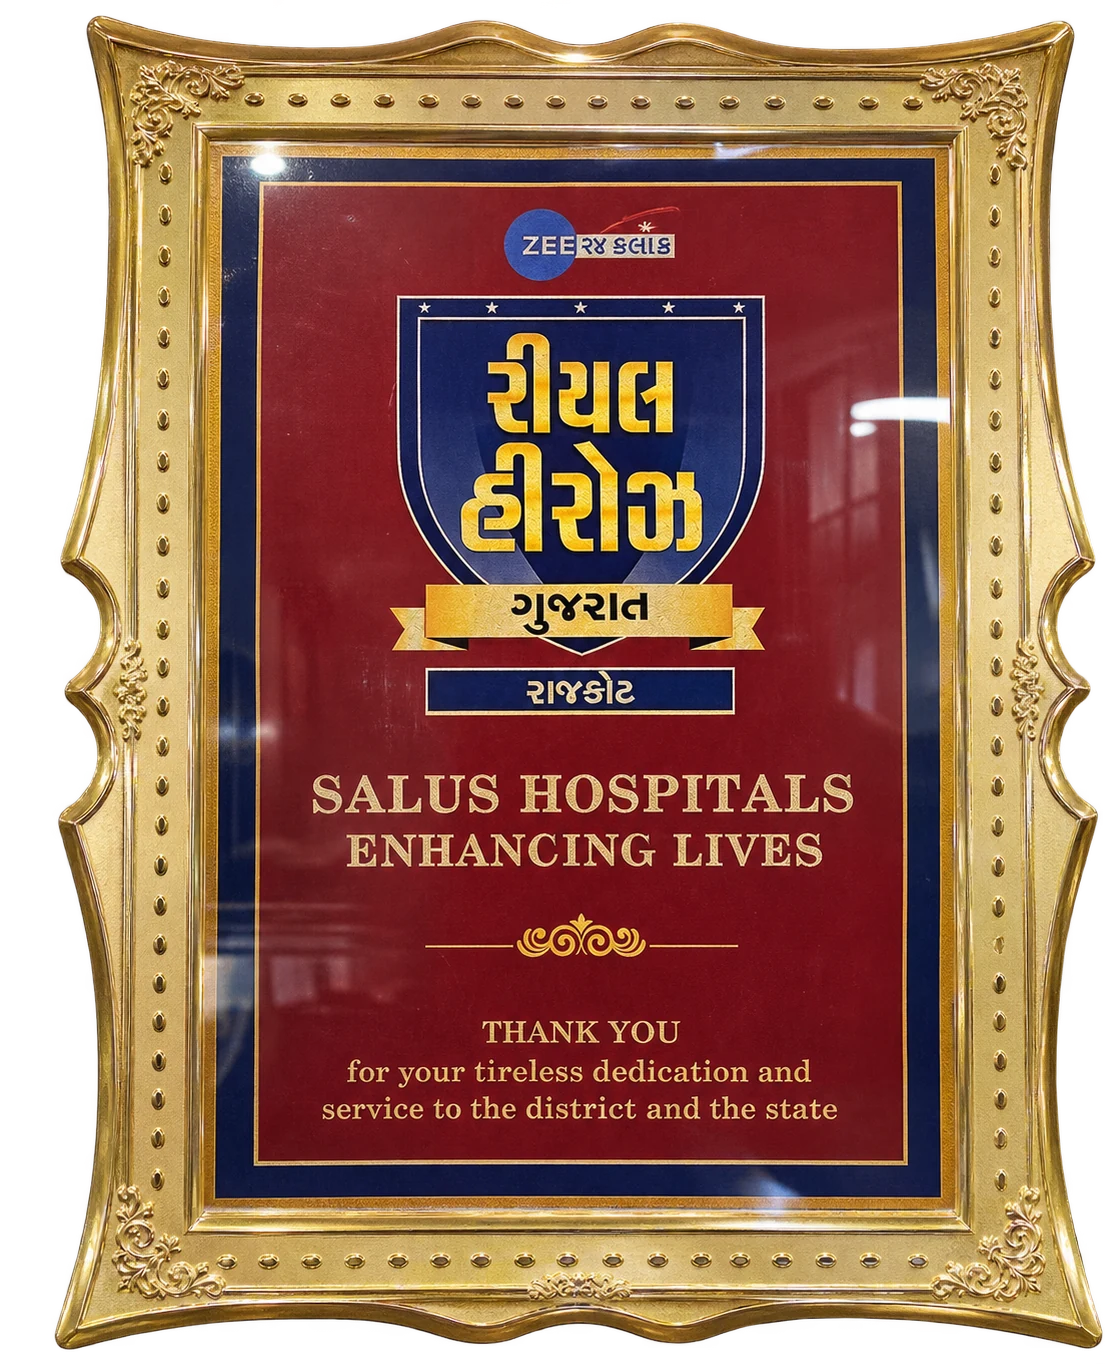 ZEE ૨૪ કલાક
રીયલ
હીરોઝ
ગુજરાત
રાજકોટ
SALUS HOSPITALS
ENHANCING LIVES
THANK YOU
for your tireless dedication and
service to the district and the state